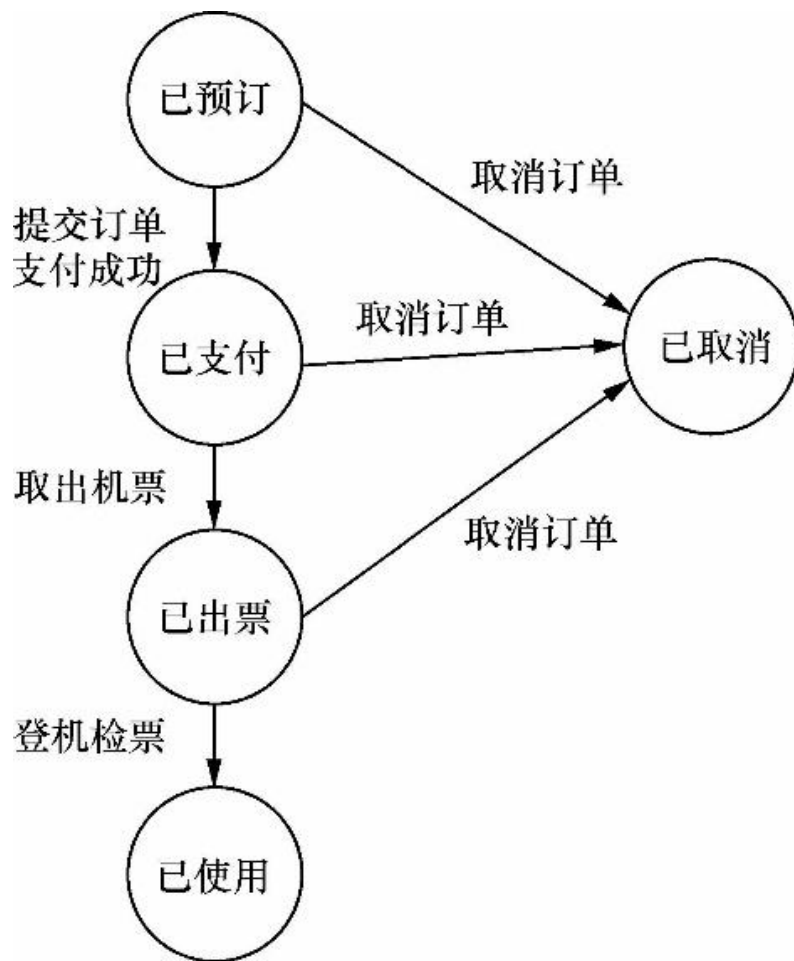 已预订
取消订单
提交订单
支付成功
取消订单
已支付
已取消
取出机票
取消订单
已出票
登机检票
已使用